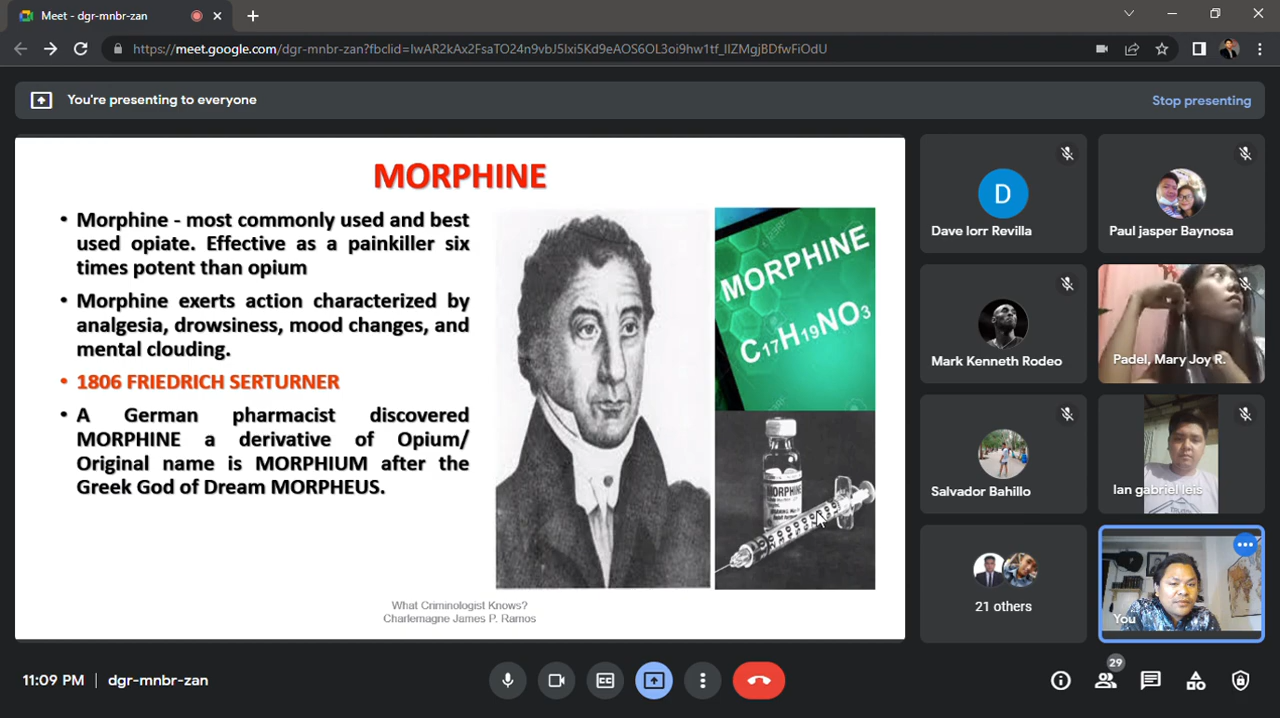 Meet - dgr-mnbr-zan
https://meet.google.com/dgr-mnbr-zan?fbclid=IwAR2kAx2FsaTO24n9vbJ5Ixi5Kd9eAOS6OL3oi9hw1tf_IIZMgjBDfwFiOdU
You're presenting to everyone
Stop presenting
MORPHINE
• Morphine - most commonly used and best
used opiate. Effective as a painkiller six
times potent than opium
• Morphine exerts action characterized by
analgesia, drowsiness, mood changes, and
mental clouding.
• 1806 FRIEDRICH SERTURNER
• A German pharmacist discovered
MORPHINE a derivative of Opium/
Original name is MORPHIUM after the
Greek God of Dream MORPHEUS.
MORPHINE
C17H19NO3
MORPHINE
What Criminologist Knows?
Charlemagne James P. Ramos
D
Dave lorr Revilla
Paul jasper Baynosa
Mark Kenneth Rodeo
Padel, Mary Joy R.
Salvador Bahillo
Ian gabriel leis
21 others
You
11:09 PM | dgr-mnbr-zan
29